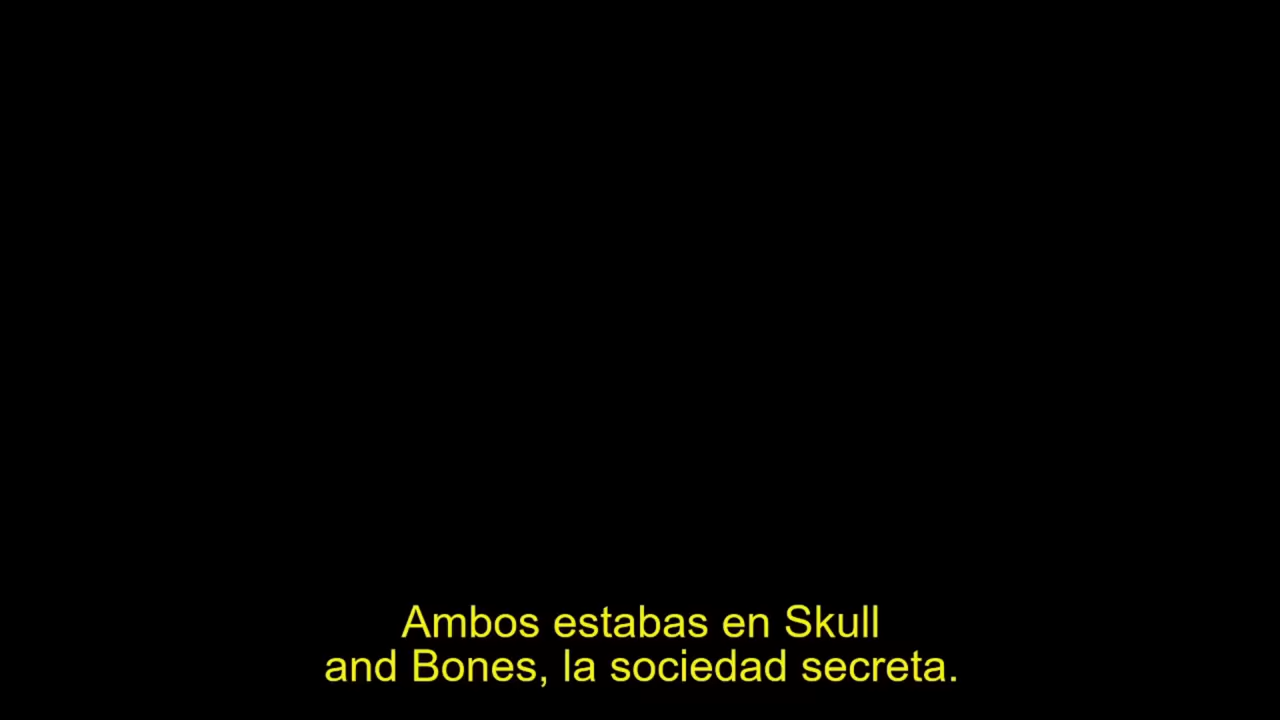 Ambos estabas en Skull
and Bones, la sociedad secreta.